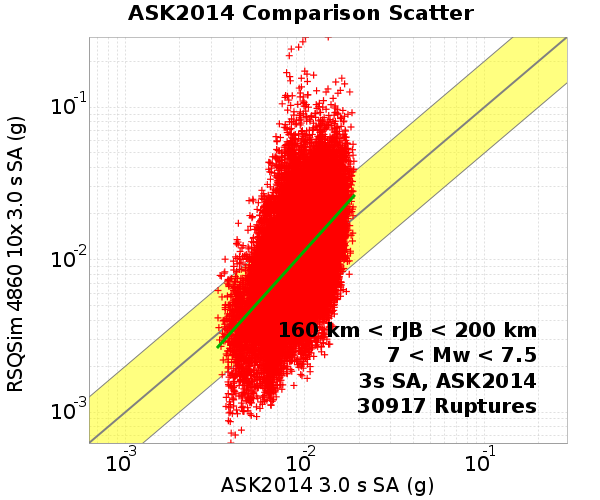 ASK2014 Comparison Scatter
RSQSim 4860 10x 3.0 s SA (g)
10-1
10-2
10-3
160 km < rJB < 200 km
7 < Mw < 7.5
3s SA, ASK2014
30917 Ruptures
10-3 10-2 10-1
ASK2014 3.0 s SA (g)